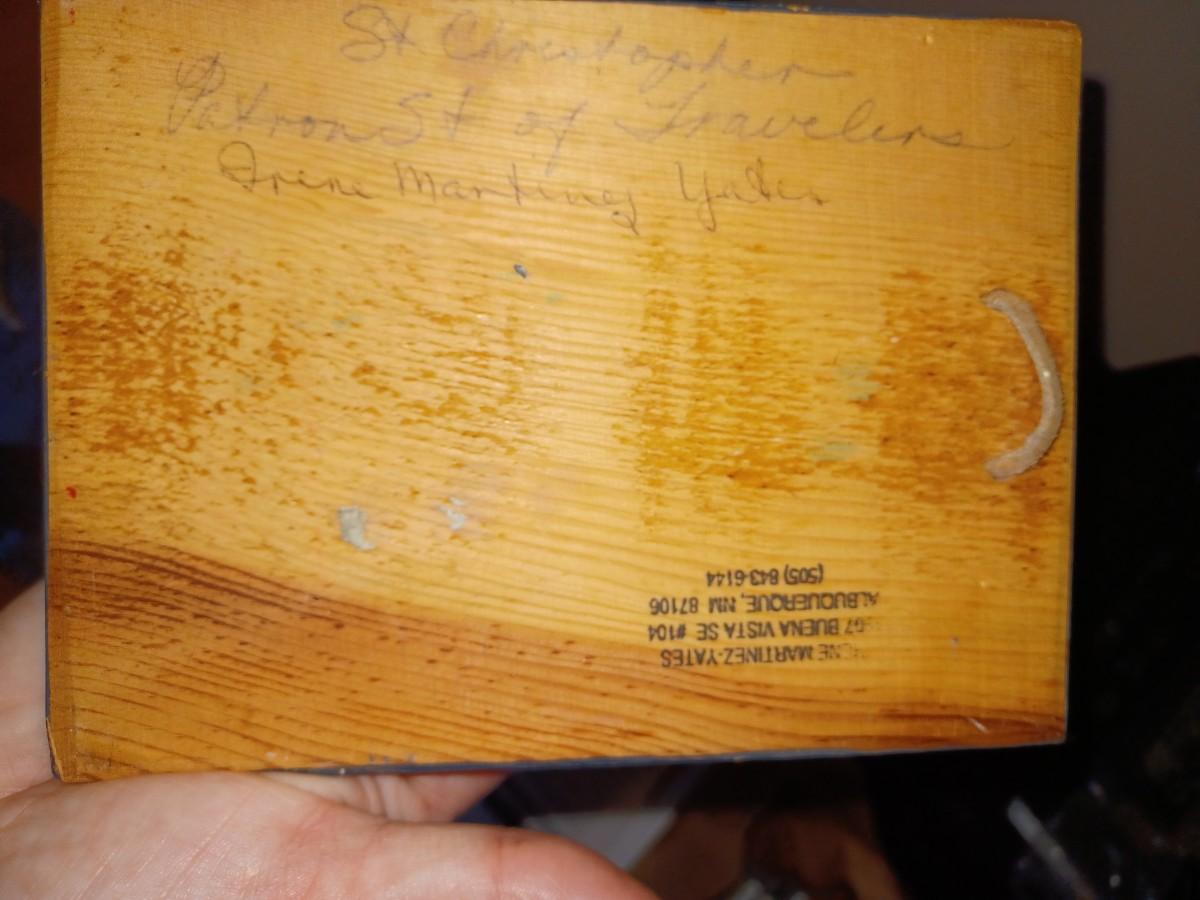 St Christopher
Patron St of Travelers
Irene Martinez Yates
MARTINEZ-YATES
BUENA VISTA SE #104
ALBUQUERQUE, NM 87106
(505) 843-6144